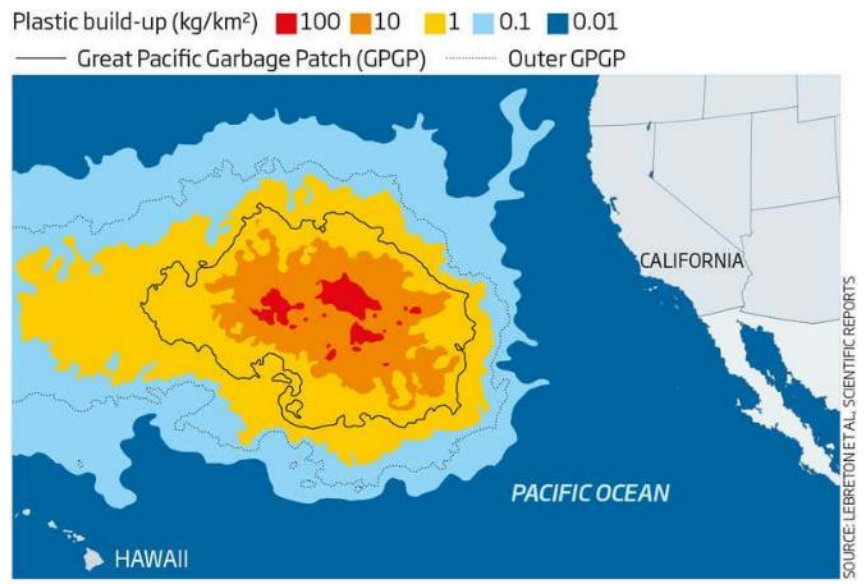 Plastic build-up (kg/km²) 100 10 1 0.1 0.01
Great Pacific Garbage Patch (GPGP) Outer GPGP
CALIFORNIA
PACIFIC OCEAN
HAWAII
SOURCE: LEBRETON ET AL, SCIENTIFIC REPORTS